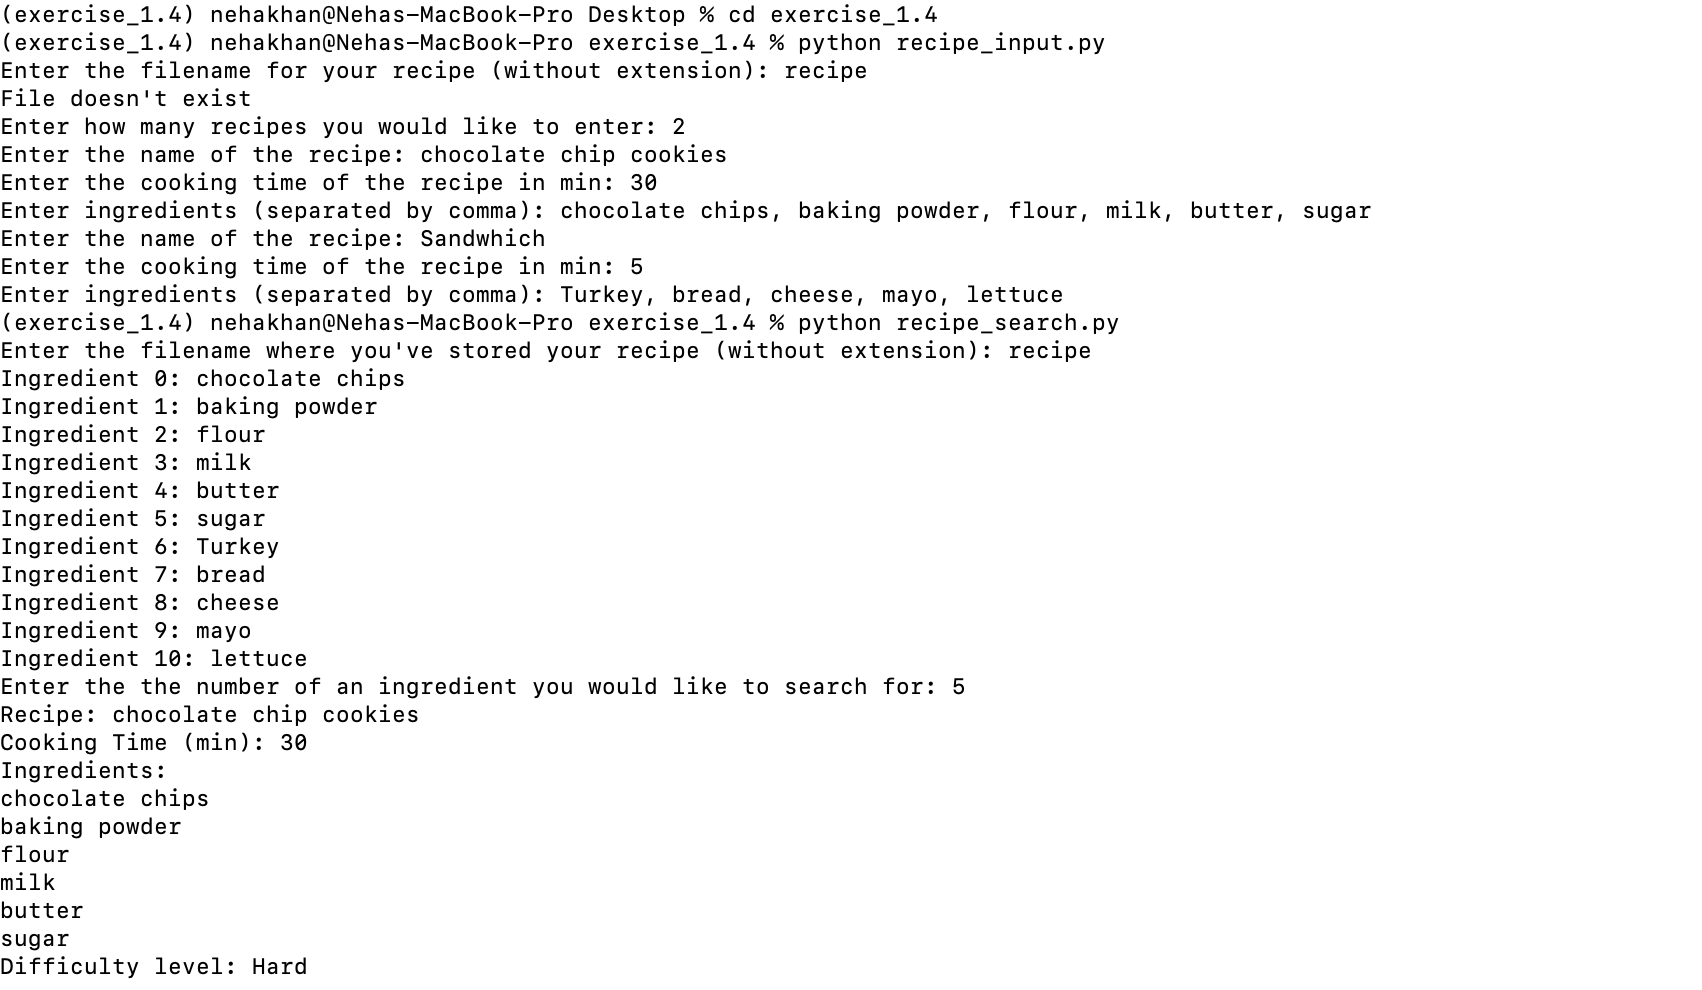 (exercise_1.4) nehakhan@Nehas-MacBook-Pro Desktop % cd exercise_1.4
(exercise_1.4) nehakhan@Nehas-MacBook-Pro exercise_1.4 % python recipe_input.py
Enter the filename for your recipe (without extension): recipe
File doesn't exist
Enter how many recipes you would like to enter: 2
Enter the name of the recipe: chocolate chip cookies
Enter the cooking time of the recipe in min: 30
Enter ingredients (separated by comma): chocolate chips, baking powder, flour, milk, butter, sugar
Enter the name of the recipe: Sandwhich
Enter the cooking time of the recipe in min: 5
Enter ingredients (separated by comma): Turkey, bread, cheese, mayo, lettuce
(exercise_1.4) nehakhan@Nehas-MacBook-Pro exercise_1.4 % python recipe_search.py
Enter the filename where you've stored your recipe (without extension): recipe
Ingredient 0: chocolate chips
Ingredient 1: baking powder
Ingredient 2: flour
Ingredient 3: milk
Ingredient 4: butter
Ingredient 5: sugar
Ingredient 6: Turkey
Ingredient 7: bread
Ingredient 8: cheese
Ingredient 9: mayo
Ingredient 10: lettuce
Enter the the number of an ingredient you would like to search for: 5
Recipe: chocolate chip cookies
Cooking Time (min): 30
Ingredients:
chocolate chips
baking powder
flour
milk
butter
sugar
Difficulty level: Hard